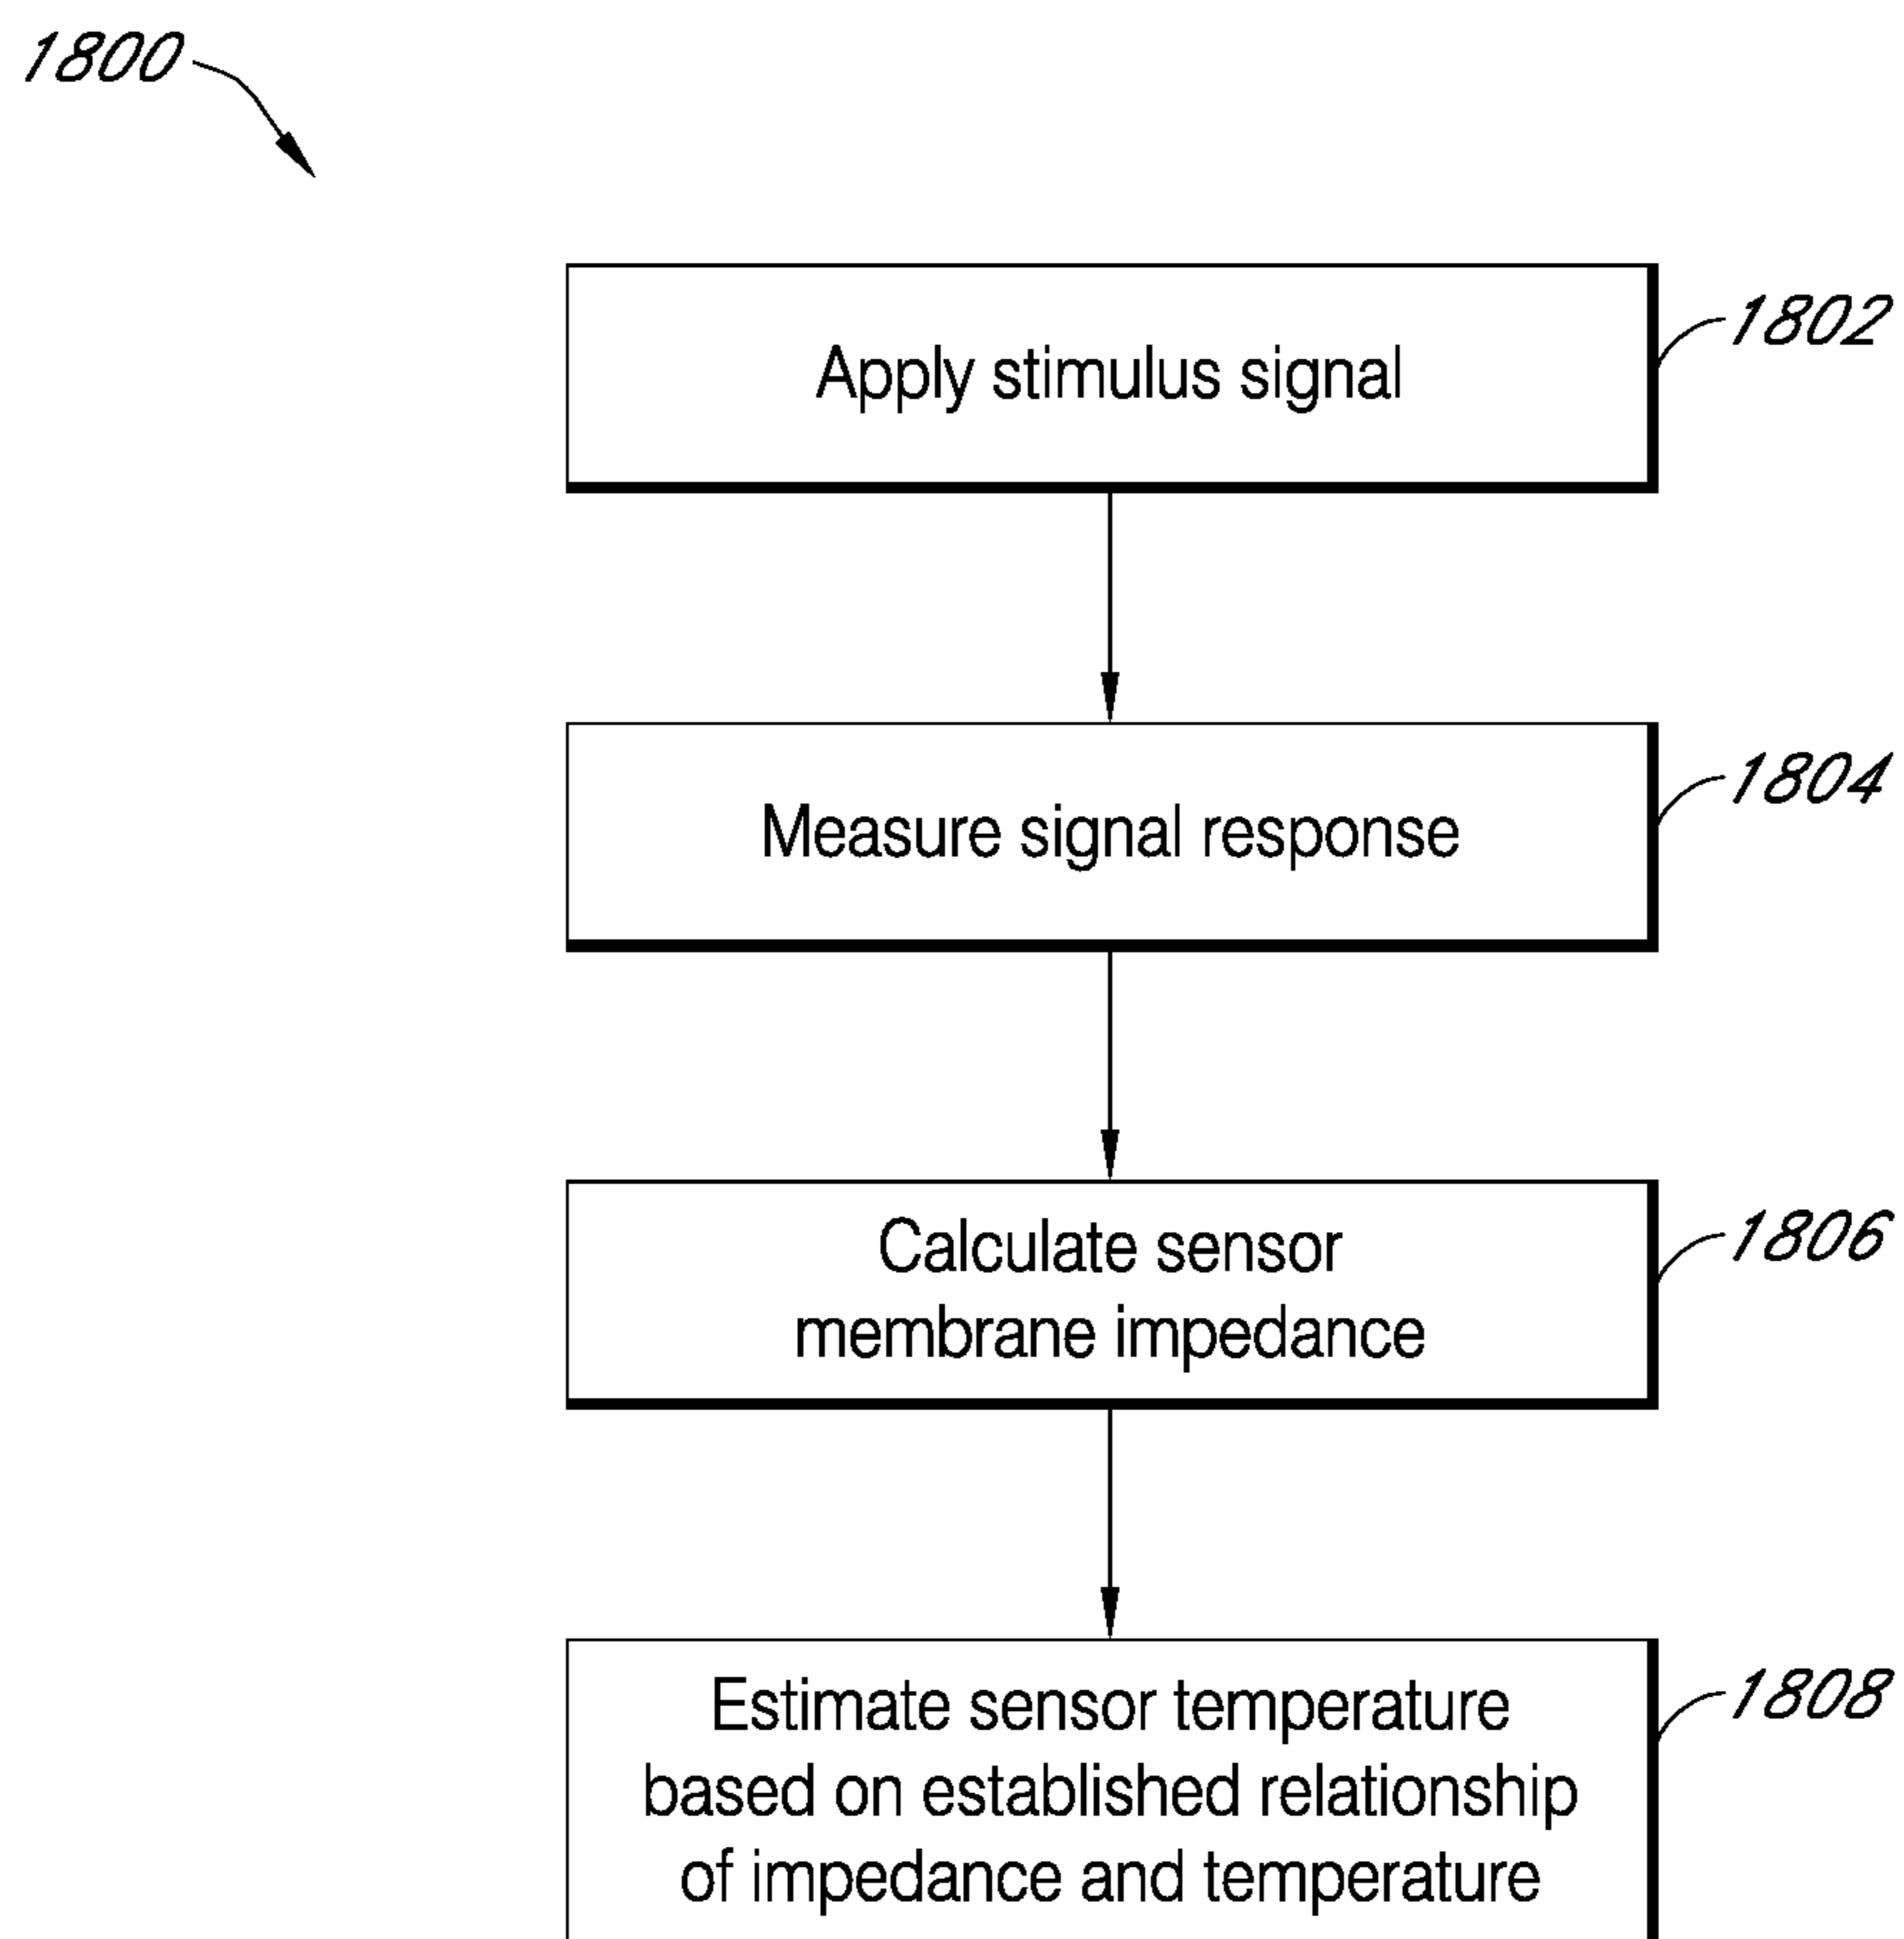 1800
Apply stimulus signal
1802
Measure signal response
1804
Calculate sensor
membrane impedance
1806
Estimate sensor temperature
based on established relationship
of impedance and temperature
1808